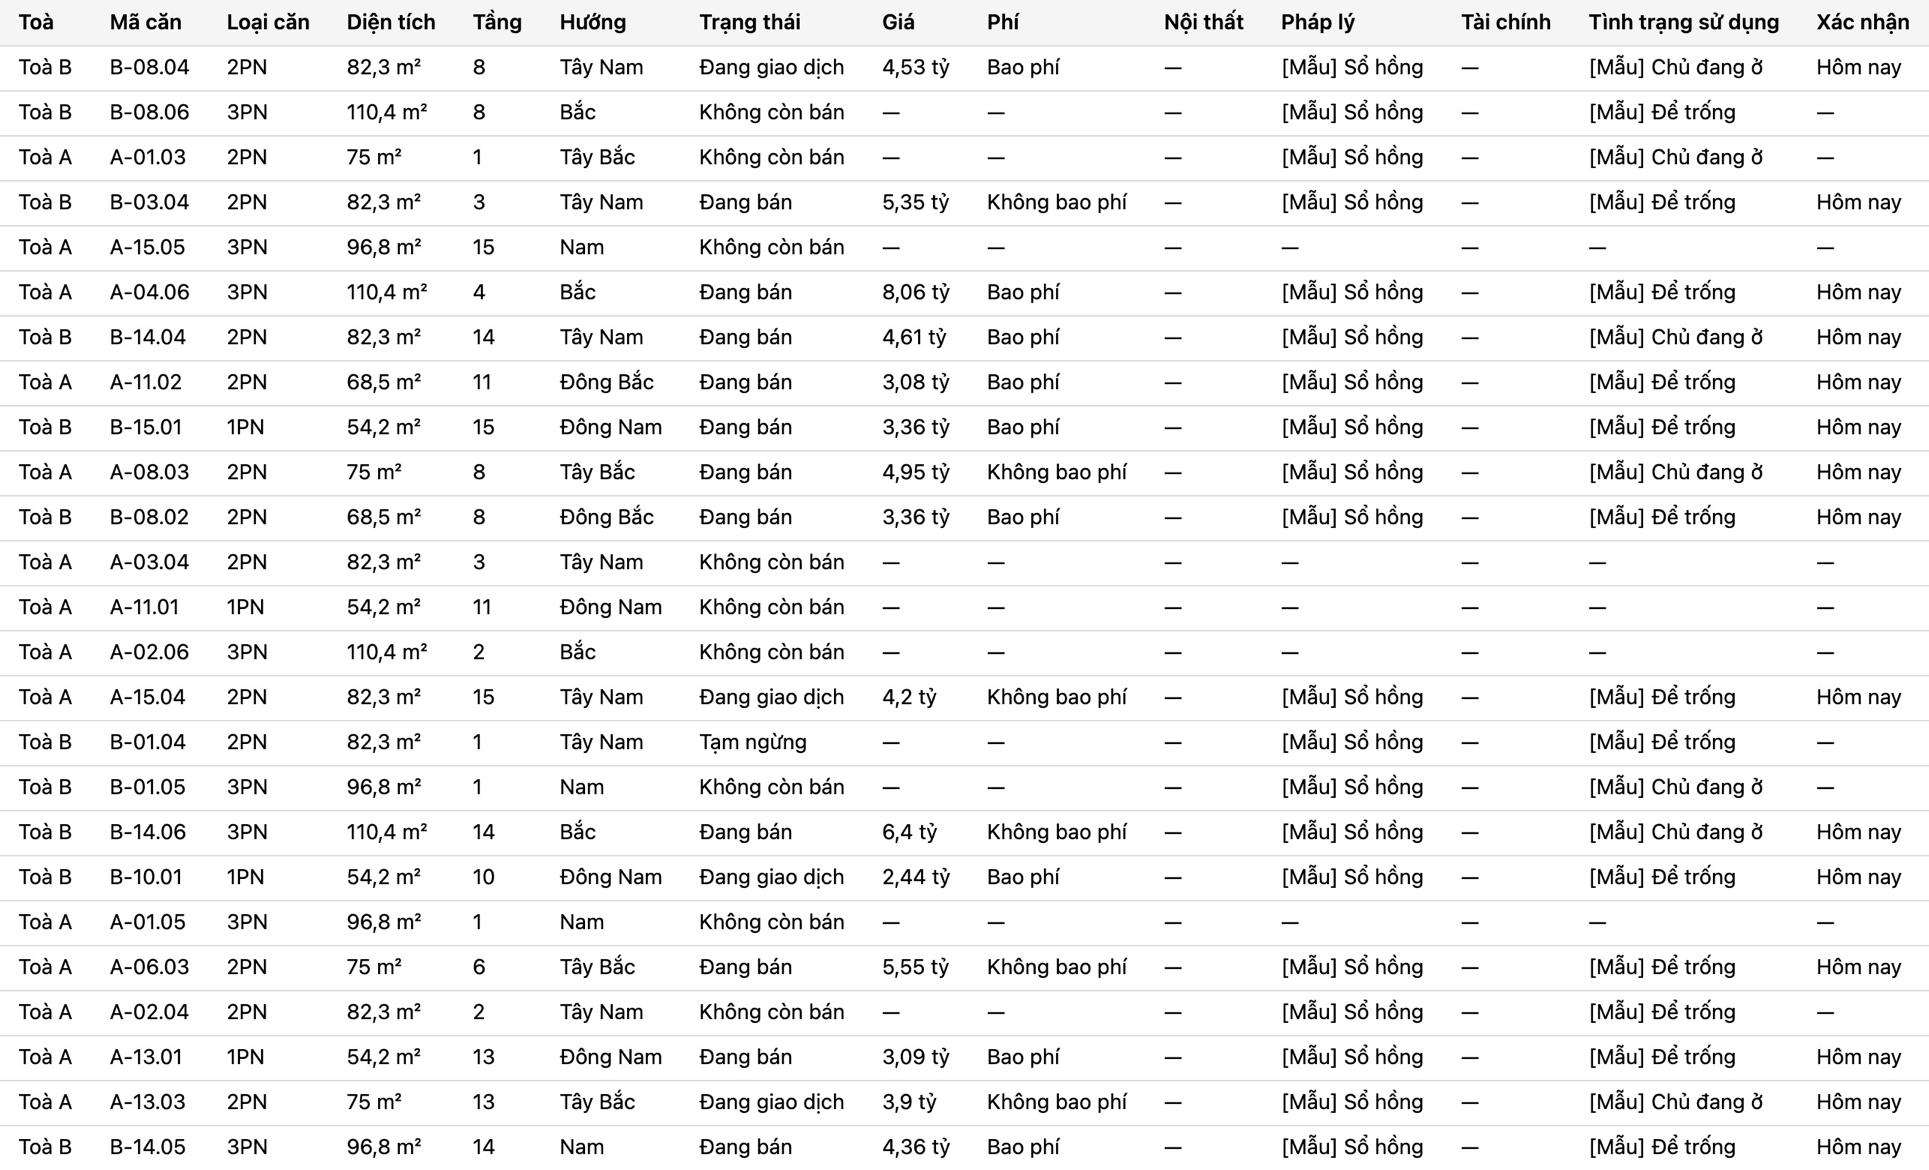 Toà Mã căn Loại căn Diện tích Tầng Hướng Trạng thái Giá Phí Nội thất Pháp lý Tài chính Tình trạng sử dụng Xác nhận
Toà B B-08.04 2PN 82,3 m² 8 Tây Nam Đang giao dịch 4,53 tỷ Bao phí — [Mẫu] Sổ hồng — [Mẫu] Chủ đang ở Hôm nay
Toà B B-08.06 3PN 110,4 m² 8 Bắc Không còn bán — — — [Mẫu] Sổ hồng — [Mẫu] Để trống —
Toà A A-01.03 2PN 75 m² 1 Tây Bắc Không còn bán — — — [Mẫu] Sổ hồng — [Mẫu] Chủ đang ở —
Toà B B-03.04 2PN 82,3 m² 3 Tây Nam Đang bán 5,35 tỷ Không bao phí — [Mẫu] Sổ hồng — [Mẫu] Để trống Hôm nay
Toà A A-15.05 3PN 96,8 m² 15 Nam Không còn bán — — — — — — —
Toà A A-04.06 3PN 110,4 m² 4 Bắc Đang bán 8,06 tỷ Bao phí — [Mẫu] Sổ hồng — [Mẫu] Để trống Hôm nay
Toà B B-14.04 2PN 82,3 m² 14 Tây Nam Đang bán 4,61 tỷ Bao phí — [Mẫu] Sổ hồng — [Mẫu] Chủ đang ở Hôm nay
Toà A A-11.02 2PN 68,5 m² 11 Đông Bắc Đang bán 3,08 tỷ Bao phí — [Mẫu] Sổ hồng — [Mẫu] Để trống Hôm nay
Toà B B-15.01 1PN 54,2 m² 15 Đông Nam Đang bán 3,36 tỷ Bao phí — [Mẫu] Sổ hồng — [Mẫu] Để trống Hôm nay
Toà A A-08.03 2PN 75 m² 8 Tây Bắc Đang bán 4,95 tỷ Không bao phí — [Mẫu] Sổ hồng — [Mẫu] Chủ đang ở Hôm nay
Toà B B-08.02 2PN 68,5 m² 8 Đông Bắc Đang bán 3,36 tỷ Bao phí — [Mẫu] Sổ hồng — [Mẫu] Để trống Hôm nay
Toà A A-03.04 2PN 82,3 m² 3 Tây Nam Không còn bán — — — — — — —
Toà A A-11.01 1PN 54,2 m² 11 Đông Nam Không còn bán — — — — — — —
Toà A A-02.06 3PN 110,4 m² 2 Bắc Không còn bán — — — — — — —
Toà A A-15.04 2PN 82,3 m² 15 Tây Nam Đang giao dịch 4,2 tỷ Không bao phí — [Mẫu] Sổ hồng — [Mẫu] Để trống Hôm nay
Toà B B-01.04 2PN 82,3 m² 1 Tây Nam Tạm ngừng — — — [Mẫu] Sổ hồng — [Mẫu] Để trống —
Toà B B-01.05 3PN 96,8 m² 1 Nam Không còn bán — — — [Mẫu] Sổ hồng — [Mẫu] Chủ đang ở —
Toà B B-14.06 3PN 110,4 m² 14 Bắc Đang bán 6,4 tỷ Không bao phí — [Mẫu] Sổ hồng — [Mẫu] Chủ đang ở Hôm nay
Toà B B-10.01 1PN 54,2 m² 10 Đông Nam Đang giao dịch 2,44 tỷ Bao phí — [Mẫu] Sổ hồng — [Mẫu] Để trống Hôm nay
Toà A A-01.05 3PN 96,8 m² 1 Nam Không còn bán — — — — — — —
Toà A A-06.03 2PN 75 m² 6 Tây Bắc Đang bán 5,55 tỷ Không bao phí — [Mẫu] Sổ hồng — [Mẫu] Để trống Hôm nay
Toà A A-02.04 2PN 82,3 m² 2 Tây Nam Không còn bán — — — [Mẫu] Sổ hồng — [Mẫu] Để trống —
Toà A A-13.01 1PN 54,2 m² 13 Đông Nam Đang bán 3,09 tỷ Bao phí — [Mẫu] Sổ hồng — [Mẫu] Để trống Hôm nay
Toà A A-13.03 2PN 75 m² 13 Tây Bắc Đang giao dịch 3,9 tỷ Không bao phí — [Mẫu] Sổ hồng — [Mẫu] Chủ đang ở Hôm nay
Toà B B-14.05 3PN 96,8 m² 14 Nam Đang bán 4,36 tỷ Bao phí — [Mẫu] Sổ hồng — [Mẫu] Để trống Hôm nay